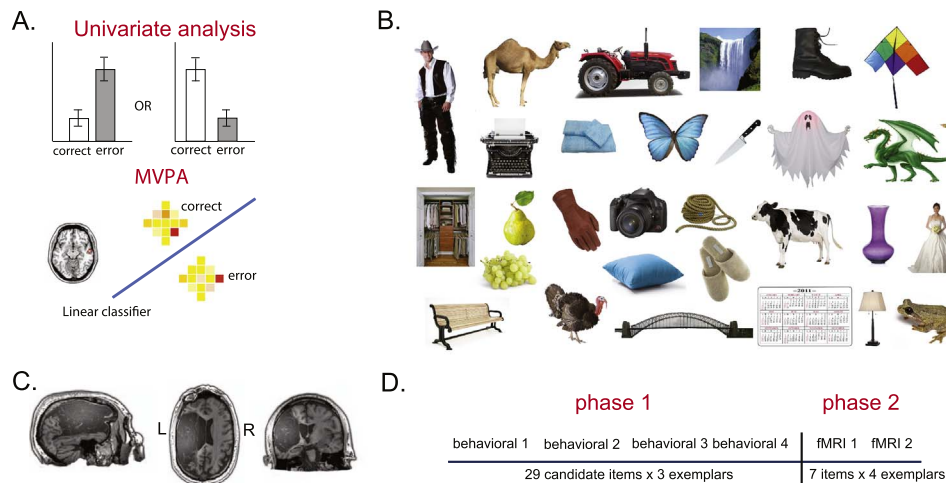 A.
Univariate analysis
OR
correct error
correct error
MVPA
correct
error
Linear classifier
B.
2011
C.
L
R
D.
phase 1
phase 2
behavioral 1 behavioral 2 behavioral 3 behavioral 4 fMRI 1 fMRI 2
29 candidate items x 3 exemplars
7 items x 4 exemplars